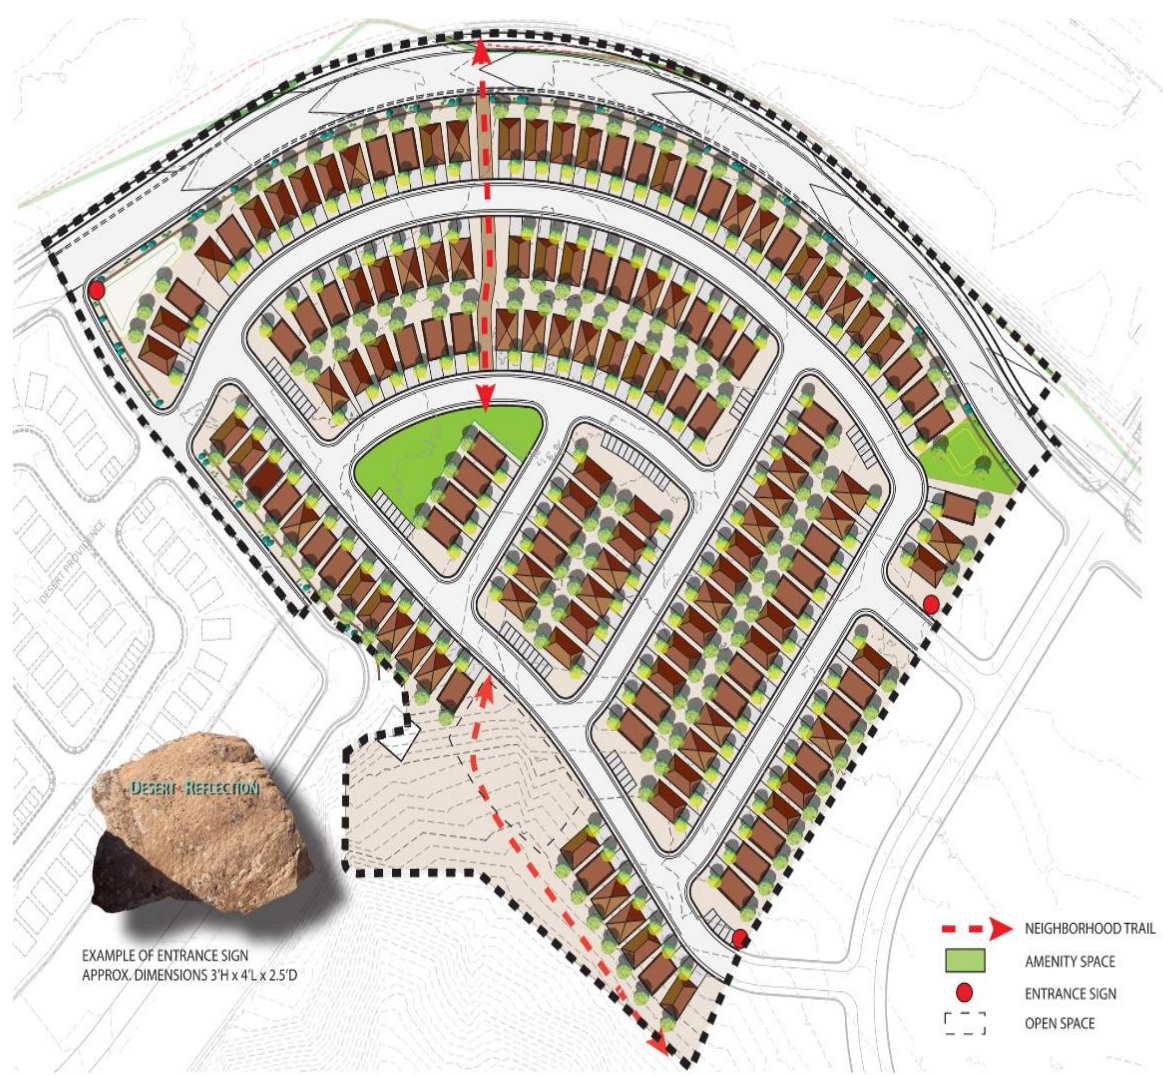 DESERT PROVIDENCE
DESERT REFLECTION
EXAMPLE OF ENTRANCE SIGN
APPROX. DIMENSIONS 3'H x 4'L x 2.5'D
NEIGHBORHOOD TRAIL
AMENITY SPACE
ENTRANCE SIGN
OPEN SPACE